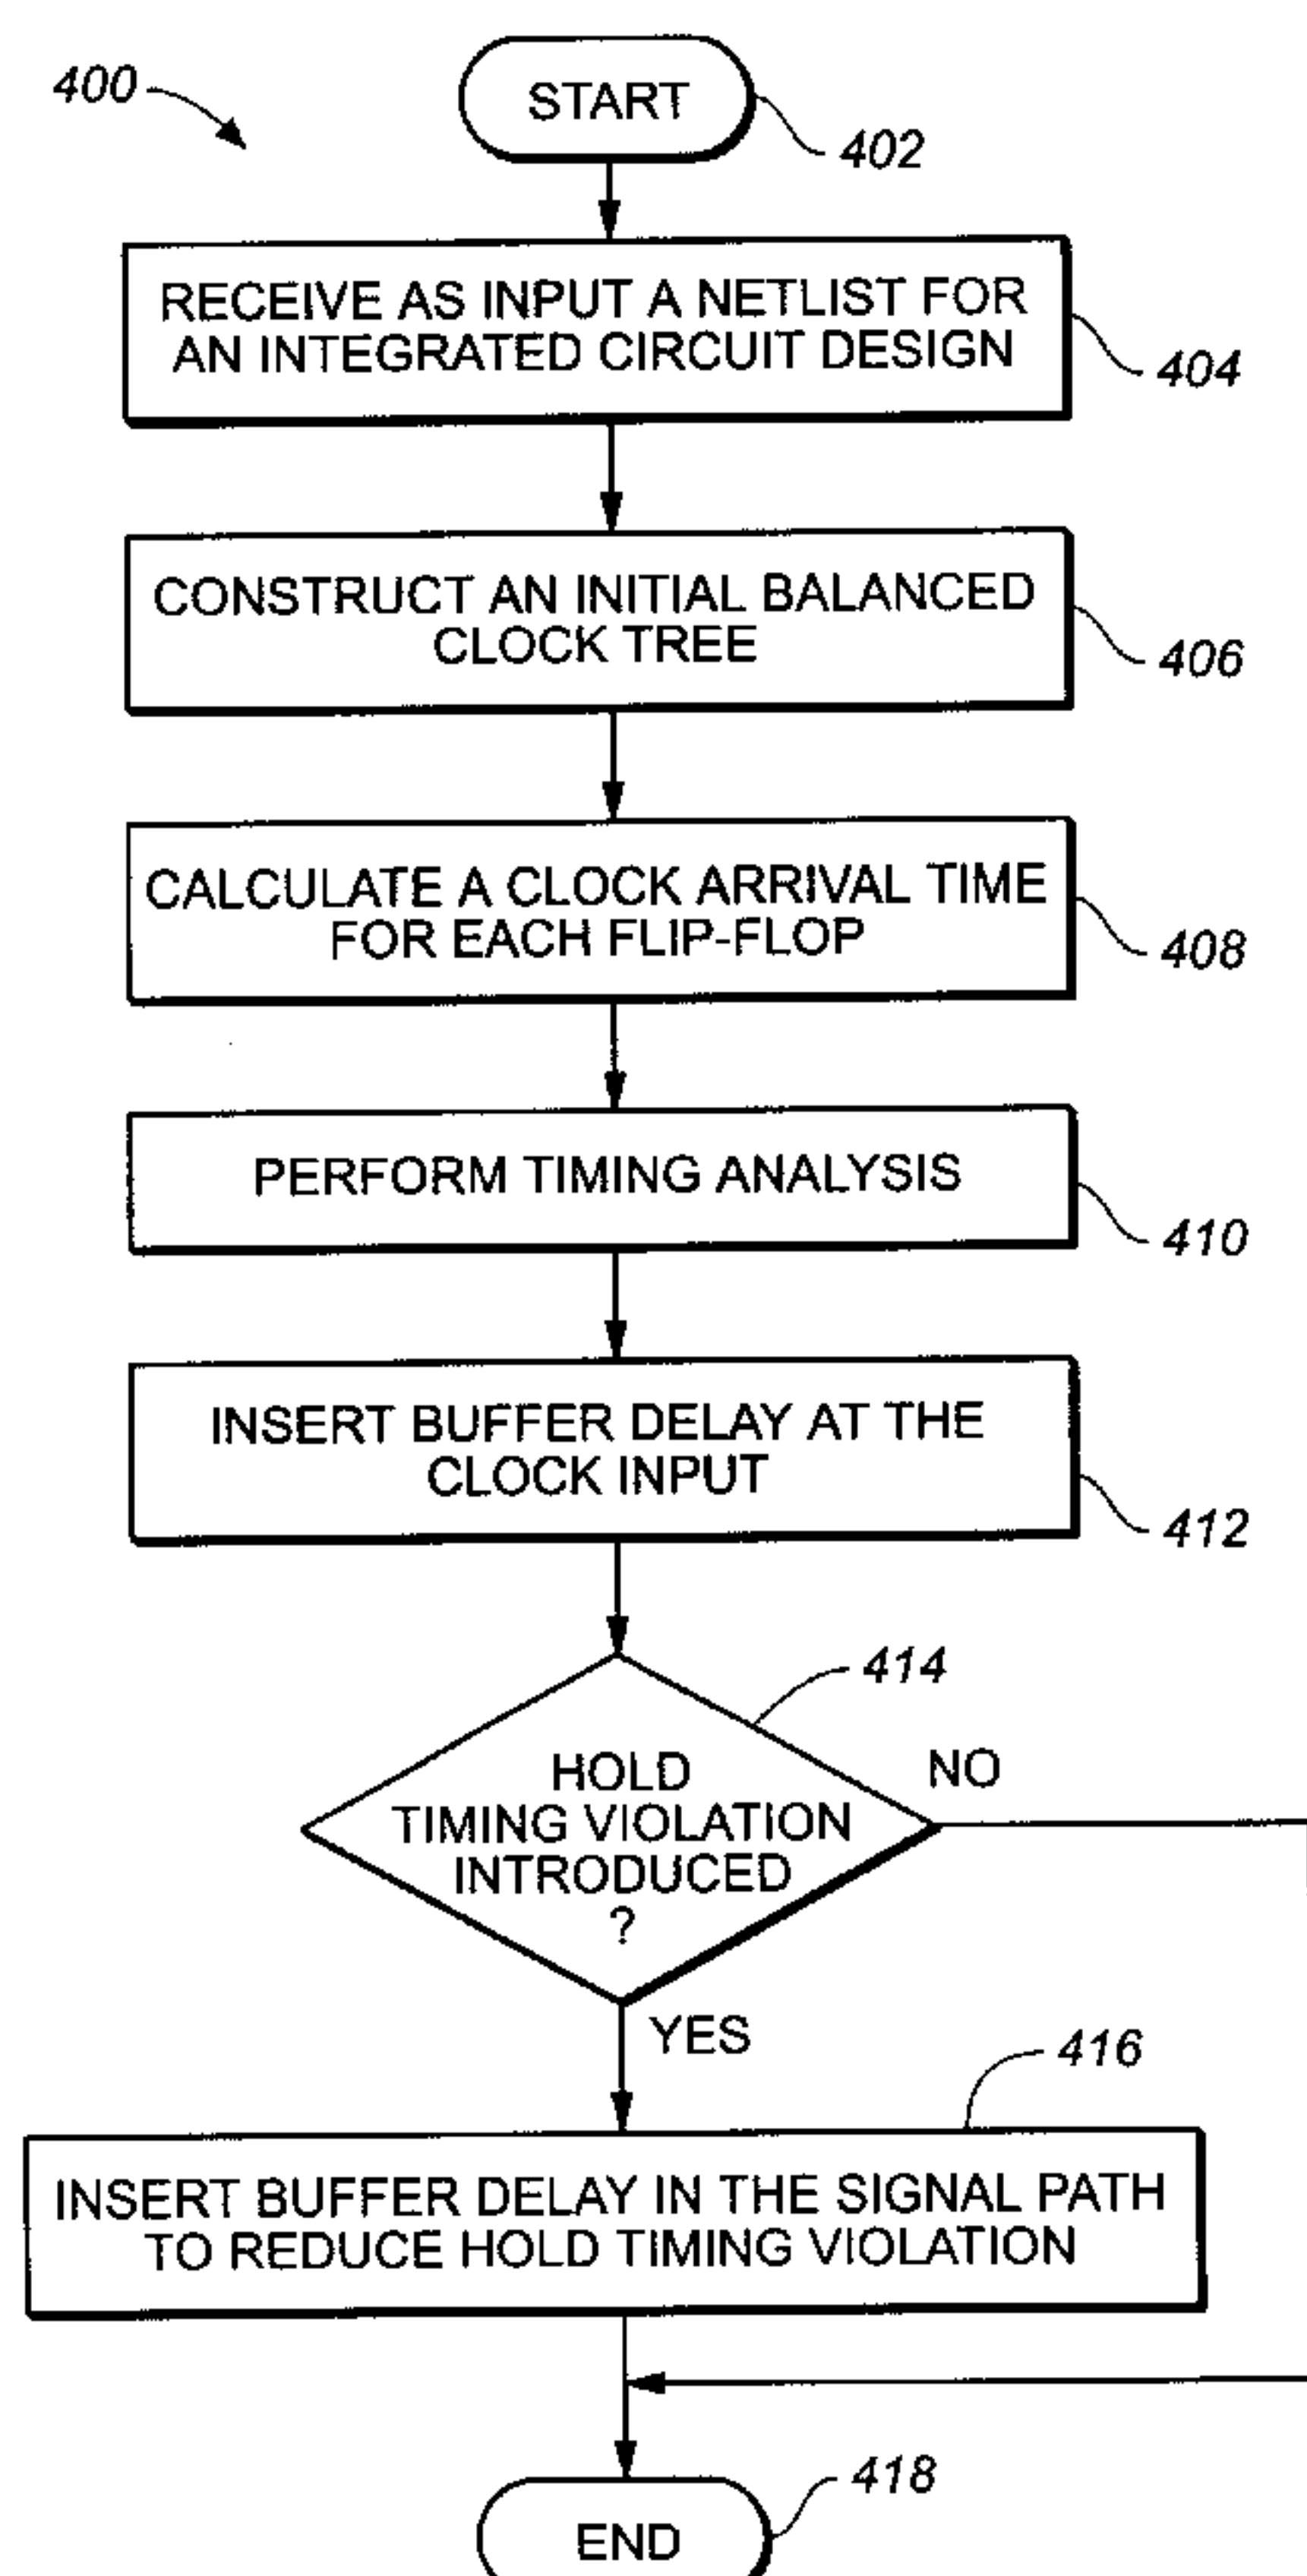 400
START
402
RECEIVE AS INPUT A NETLIST FOR
AN INTEGRATED CIRCUIT DESIGN
404
CONSTRUCT AN INITIAL BALANCED
CLOCK TREE
406
CALCULATE A CLOCK ARRIVAL TIME
FOR EACH FLIP-FLOP
408
PERFORM TIMING ANALYSIS
410
INSERT BUFFER DELAY AT THE
CLOCK INPUT
412
414
HOLD
TIMING VIOLATION
INTRODUCED
?
NO
YES
416
INSERT BUFFER DELAY IN THE SIGNAL PATH
TO REDUCE HOLD TIMING VIOLATION
418
END